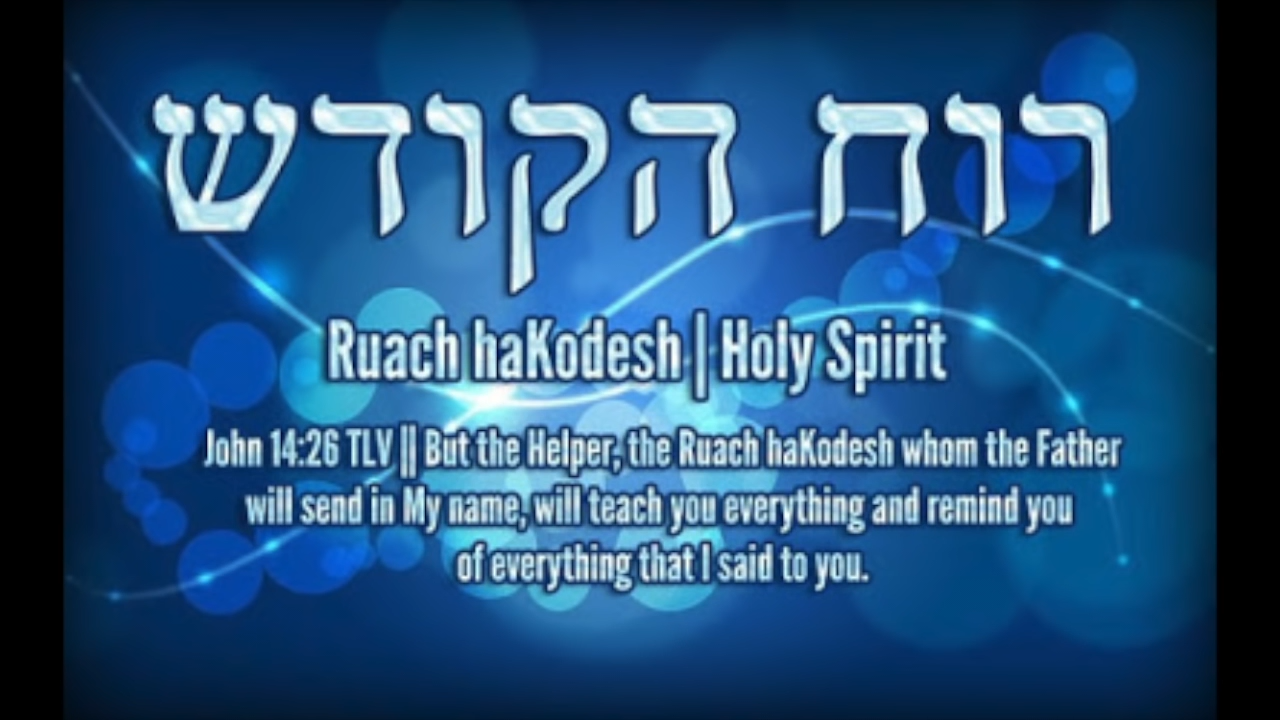 רוח הקודש
Ruach haKodesh | Holy Spirit
John 14:26 TLV || But the Helper, the Ruach haKodesh whom the Father
will send in My name, will teach you everything and remind you
of everything that I said to you.